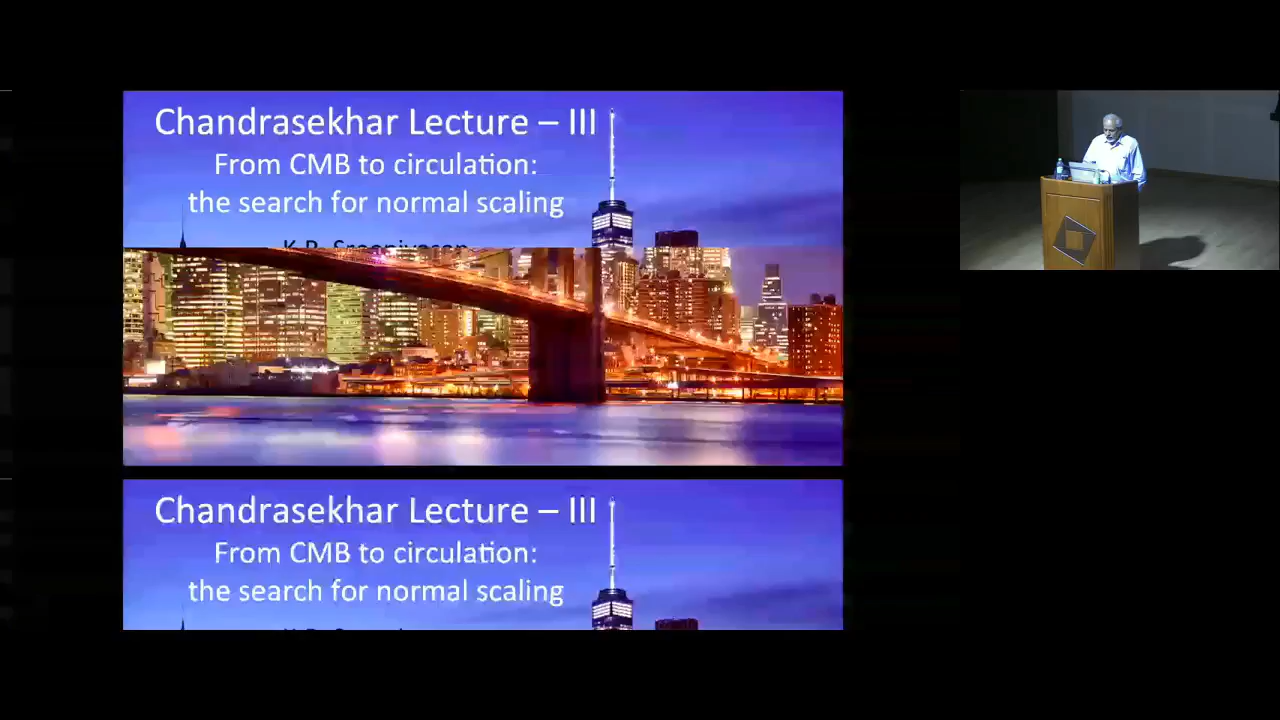 Chandrasekhar Lecture – III
From CMB to circulation:
the search for normal scaling
K.R. Sreenivasan
Chandrasekhar Lecture – III
From CMB to circulation:
the search for normal scaling